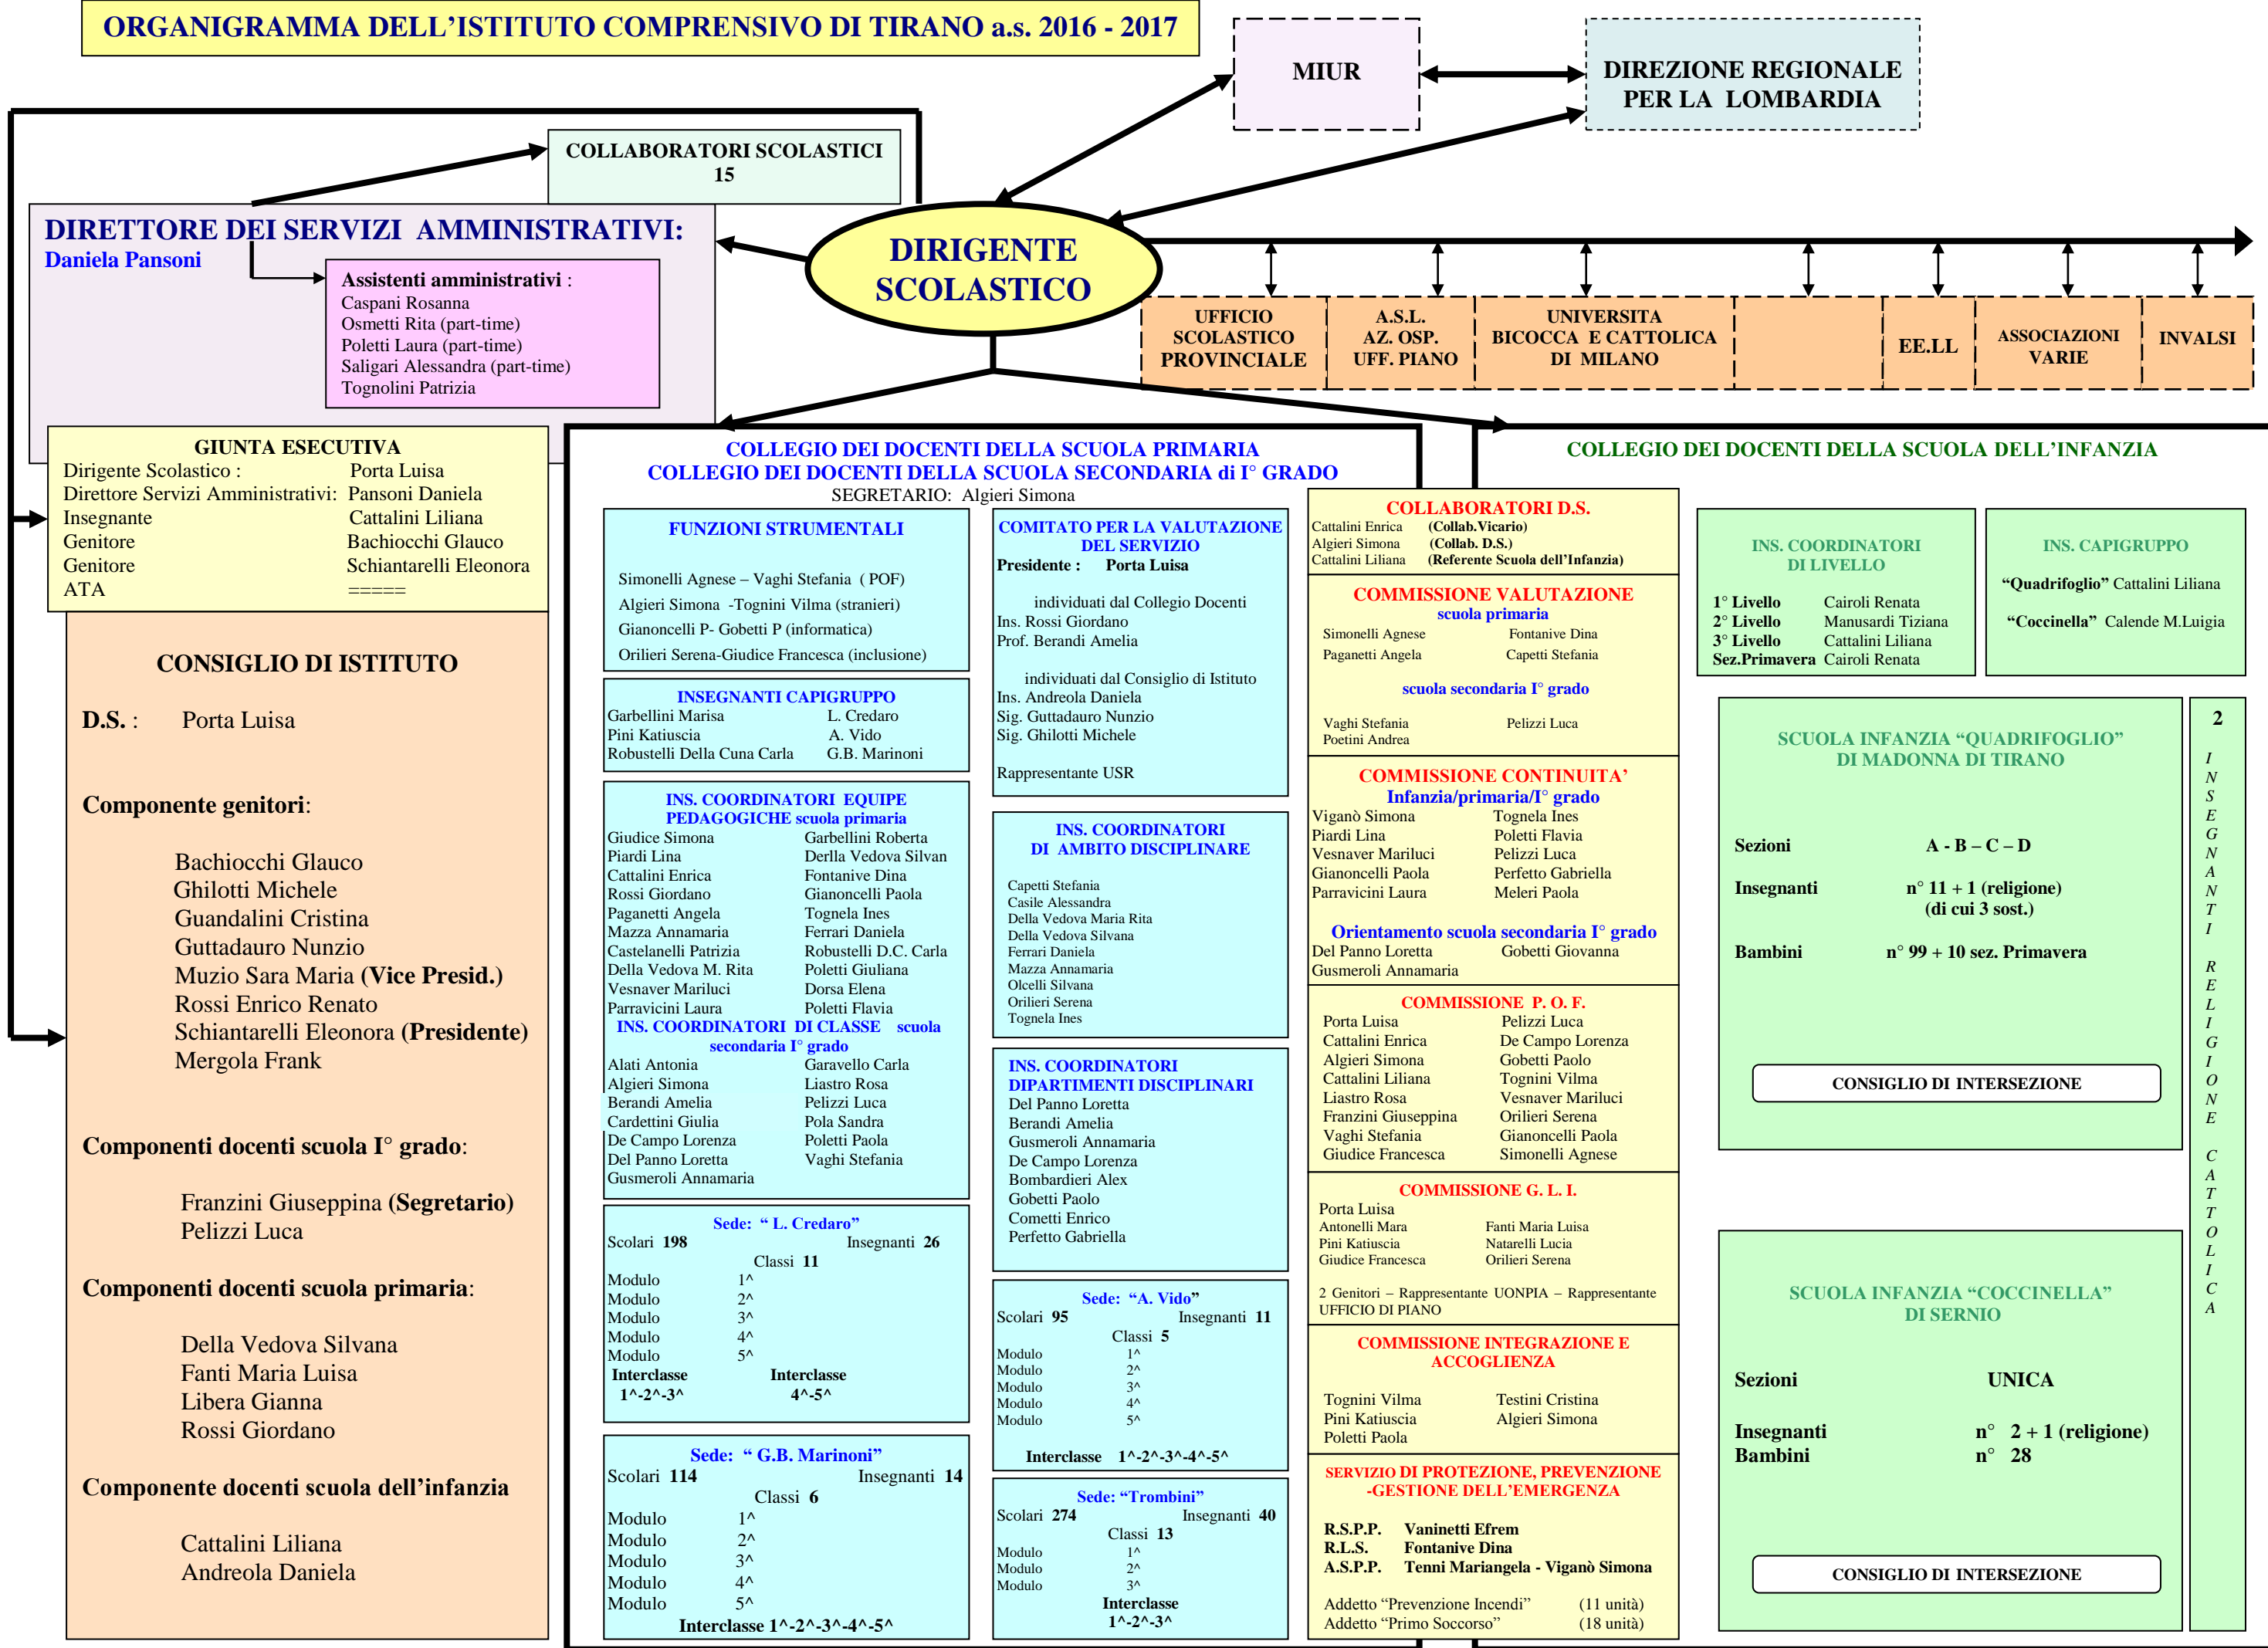 ORGANIGRAMMA DELL'ISTITUTO COMPRENSIVO DI TIRANO a.s. 2016 - 2017
MIUR
DIREZIONE REGIONALE
PER LA LOMBARDIA
COLLABORATORI SCOLASTICI
15
DIRETTORE DEI SERVIZI AMMINISTRATIVI:
Daniela Pansoni
Assistenti amministrativi :
Caspani Rosanna
Osmetti Rita (part-time)
Poletti Laura (part-time)
Saligari Alessandra (part-time)
Tognolini Patrizia
DIRIGENTE
SCOLASTICO
UFFICIO
SCOLASTICO
PROVINCIALE
A.S.L.
AZ. OSP.
UFF. PIANO
UNIVERSITA
BICOCCA E CATTOLICA
DI MILANO
EE.LL
ASSOCIAZIONI
VARIE
INVALSI
GIUNTA ESECUTIVA
Dirigente Scolastico : Porta Luisa
Direttore Servizi Amministrativi: Pansoni Daniela
Insegnante Cattalini Liliana
Genitore Bachiocchi Glauco
Genitore Schiantarelli Eleonora
ATA =====
CONSIGLIO DI ISTITUTO
D.S. : Porta Luisa
Componente genitori:
Bachiocchi Glauco
Ghilotti Michele
Guandalini Cristina
Guttadauro Nunzio
Muzio Sara Maria (Vice Presid.)
Rossi Enrico Renato
Schiantarelli Eleonora (Presidente)
Mergola Frank
Componenti docenti scuola I° grado:
Franzini Giuseppina (Segretario)
Pelizzi Luca
Componenti docenti scuola primaria:
Della Vedova Silvana
Fanti Maria Luisa
Libera Gianna
Rossi Giordano
Componente docenti scuola dell'infanzia
Cattalini Liliana
Andreola Daniela
COLLEGIO DEI DOCENTI DELLA SCUOLA PRIMARIA
COLLEGIO DEI DOCENTI DELLA SCUOLA SECONDARIA di I° GRADO
SEGRETARIO: Algieri Simona
FUNZIONI STRUMENTALI
Simonelli Agnese – Vaghi Stefania ( POF)
Algieri Simona -Tognini Vilma (stranieri)
Gianoncelli P- Gobetti P (informatica)
Orilieri Serena-Giudice Francesca (inclusione)
INSEGNANTI CAPIGRUPPO
Garbellini Marisa L. Credaro
Pini Katiuscia A. Vido
Robustelli Della Cuna Carla G.B. Marinoni
INS. COORDINATORI EQUIPE
PEDAGOGICHE scuola primaria
Giudice Simona Garbellini Roberta
Piardi Lina Derlla Vedova Silvan
Cattalini Enrica Fontanive Dina
Rossi Giordano Gianoncelli Paola
Paganetti Angela Tognela Ines
Mazza Annamaria Ferrari Daniela
Castelanelli Patrizia Robustelli D.C. Carla
Della Vedova M. Rita Poletti Giuliana
Vesnaver Mariluci Dorsa Elena
Parravicini Laura Poletti Flavia
INS. COORDINATORI DI CLASSE scuola
secondaria I° grado
Alati Antonia Garavello Carla
Algieri Simona Liastro Rosa
Berandi Amelia Pelizzi Luca
Cardettini Giulia Pola Sandra
De Campo Lorenza Poletti Paola
Del Panno Loretta Vaghi Stefania
Gusmeroli Annamaria
Sede: “ L. Credaro”
Scolari 198 Insegnanti 26
Classi 11
Modulo 1^
Modulo 2^
Modulo 3^
Modulo 4^
Modulo 5^
Interclasse Interclasse
1^-2^-3^ 4^-5^
Sede: “ G.B. Marinoni”
Scolari 114 Insegnanti 14
Classi 6
Modulo 1^
Modulo 2^
Modulo 3^
Modulo 4^
Modulo 5^
Interclasse 1^-2^-3^-4^-5^
COMITATO PER LA VALUTAZIONE
DEL SERVIZIO
Presidente : Porta Luisa
individuati dal Collegio Docenti
Ins. Rossi Giordano
Prof. Berandi Amelia
individuati dal Consiglio di Istituto
Ins. Andreola Daniela
Sig. Guttadauro Nunzio
Sig. Ghilotti Michele
Rappresentante USR
INS. COORDINATORI
DI AMBITO DISCIPLINARE
Capetti Stefania
Casile Alessandra
Della Vedova Maria Rita
Della Vedova Silvana
Ferrari Daniela
Mazza Annamaria
Olcelli Silvana
Orilieri Serena
Tognela Ines
INS. COORDINATORI
DIPARTIMENTI DISCIPLINARI
Del Panno Loretta
Berandi Amelia
Gusmeroli Annamaria
De Campo Lorenza
Bombardieri Alex
Gobetti Paolo
Cometti Enrico
Perfetto Gabriella
Sede: “A. Vido”
Scolari 95 Insegnanti 11
Classi 5
Modulo 1^
Modulo 2^
Modulo 3^
Modulo 4^
Modulo 5^
Interclasse 1^-2^-3^-4^-5^
Sede: “Trombini”
Scolari 274 Insegnanti 40
Classi 13
Modulo 1^
Modulo 2^
Modulo 3^
Interclasse
1^-2^-3^
COLLABORATORI D.S.
Cattalini Enrica (Collab.Vicario)
Algieri Simona (Collab. D.S.)
Cattalini Liliana (Referente Scuola dell'Infanzia)
COMMISSIONE VALUTAZIONE
scuola primaria
Simonelli Agnese Fontanive Dina
Paganetti Angela Capetti Stefania
scuola secondaria I° grado
Vaghi Stefania Pelizzi Luca
Poetini Andrea
COMMISSIONE CONTINUITA'
Infanzia/primaria/I° grado
Viganò Simona Tognela Ines
Piardi Lina Poletti Flavia
Vesnaver Mariluci Pelizzi Luca
Gianoncelli Paola Perfetto Gabriella
Parravicini Laura Meleri Paola
Orientamento scuola secondaria I° grado
Del Panno Loretta Gobetti Giovanna
Gusmeroli Annamaria
COMMISSIONE P. O. F.
Porta Luisa Pelizzi Luca
Cattalini Enrica De Campo Lorenza
Algieri Simona Gobetti Paolo
Cattalini Liliana Tognini Vilma
Liastro Rosa Vesnaver Mariluci
Franzini Giuseppina Orilieri Serena
Vaghi Stefania Gianoncelli Paola
Giudice Francesca Simonelli Agnese
COMMISSIONE G. L. I.
Porta Luisa
Antonelli Mara Fanti Maria Luisa
Pini Katiuscia Natarelli Lucia
Giudice Francesca Orilieri Serena
2 Genitori – Rappresentante UONPIA – Rappresentante
UFFICIO DI PIANO
COMMISSIONE INTEGRAZIONE E
ACCOGLIENZA
Tognini Vilma Testini Cristina
Pini Katiuscia Algieri Simona
Poletti Paola
SERVIZIO DI PROTEZIONE, PREVENZIONE
-GESTIONE DELL'EMERGENZA
R.S.P.P. Vaninetti Efrem
R.L.S. Fontanive Dina
A.S.P.P. Tenni Mariangela - Viganò Simona
Addetto “Prevenzione Incendi” (11 unità)
Addetto “Primo Soccorso” (18 unità)
COLLEGIO DEI DOCENTI DELLA SCUOLA DELL'INFANZIA
INS. COORDINATORI
DI LIVELLO
1° Livello Cairoli Renata
2° Livello Manusardi Tiziana
3° Livello Cattalini Liliana
Sez.Primavera Cairoli Renata
INS. CAPIGRUPPO
“Quadrifoglio” Cattalini Liliana
“Coccinella” Calende M.Luigia
SCUOLA INFANZIA “QUADRIFOGLIO”
DI MADONNA DI TIRANO
Sezioni A - B – C – D
Insegnanti n° 11 + 1 (religione)
(di cui 3 sost.)
Bambini n° 99 + 10 sez. Primavera
CONSIGLIO DI INTERSEZIONE
SCUOLA INFANZIA “COCCINELLA”
DI SERNIO
Sezioni UNICA
Insegnanti n° 2 + 1 (religione)
Bambini n° 28
CONSIGLIO DI INTERSEZIONE
2
INSEGNANTI RELIGIONE CATTOLICA